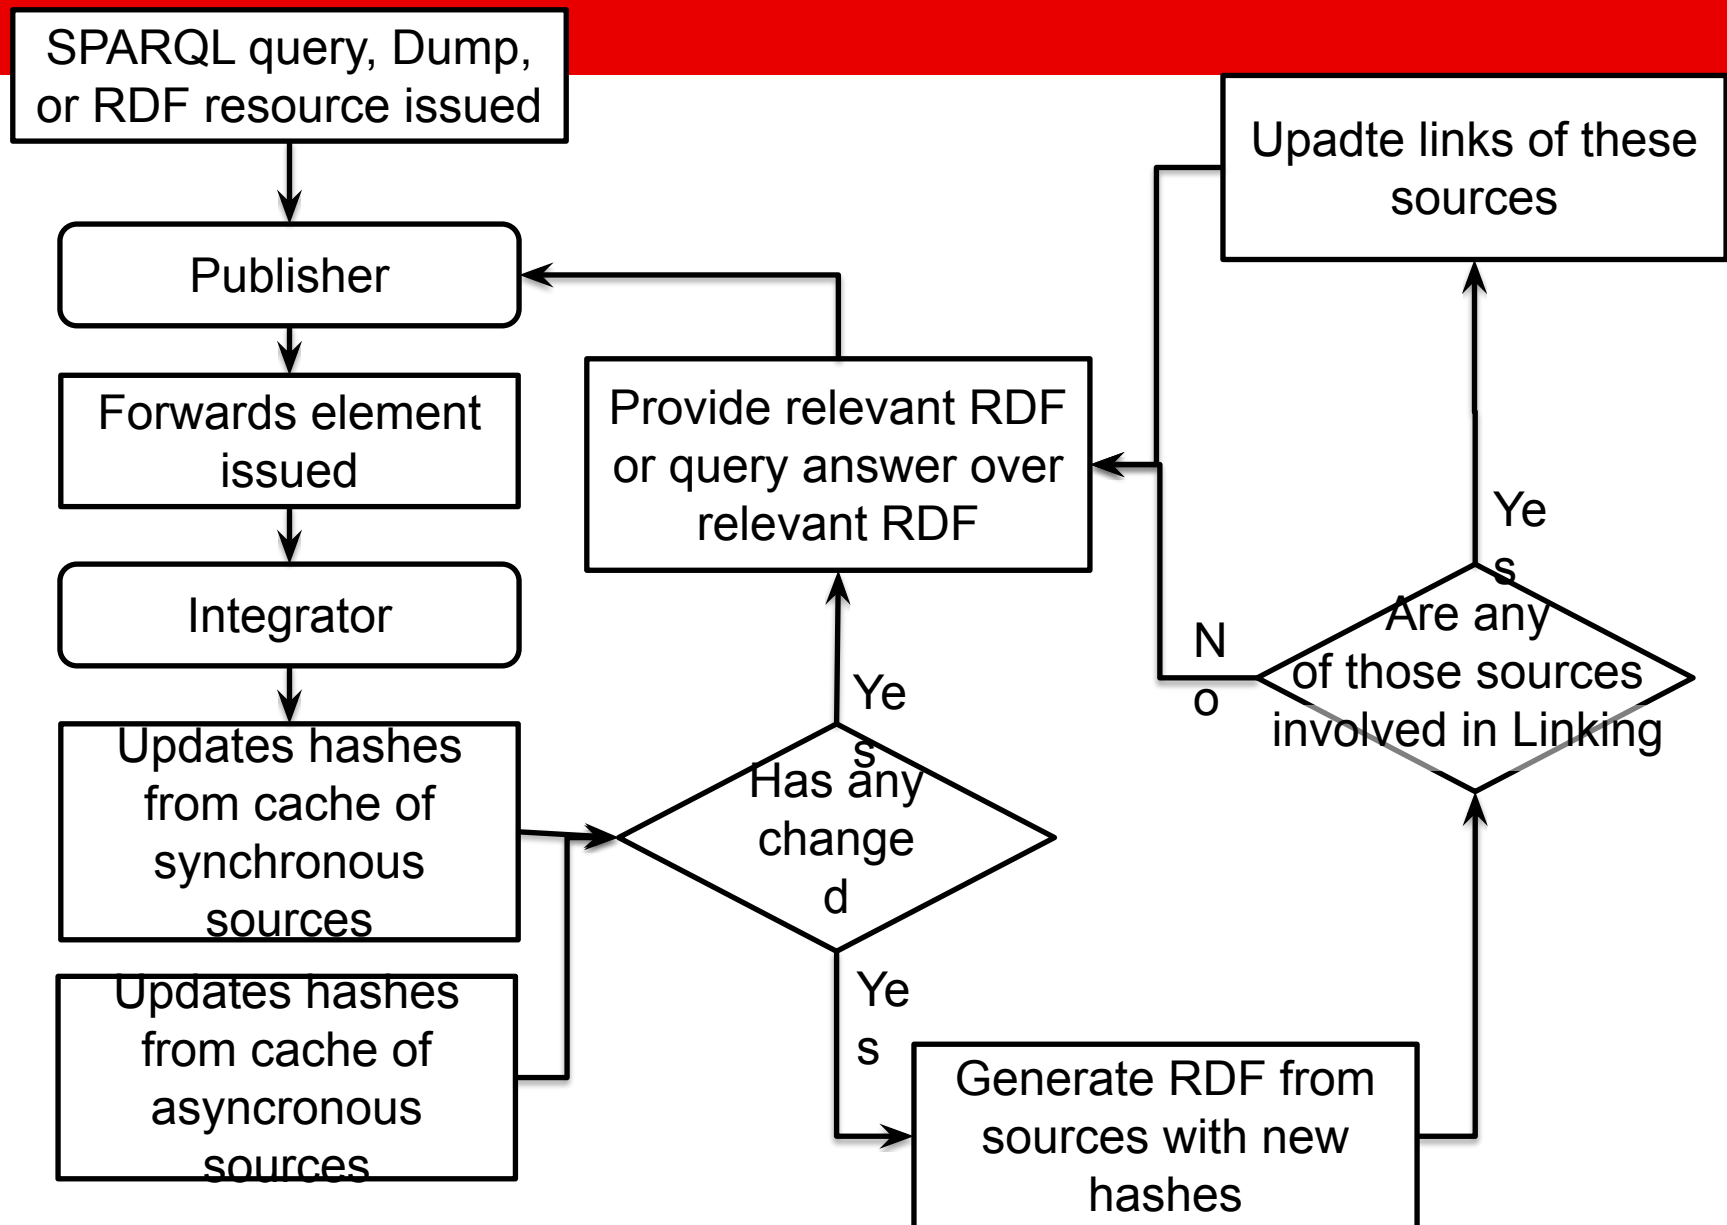 SPARQL query, Dump,
or RDF resource issued
Publisher
Forwards element
issued
Integrator
Updates hashes
from cache of
synchronous
sources
Updates hashes
from cache of
asyncronous
sources
Has any
change
d
Ye
s
Provide relevant RDF
or query answer over
relevant RDF
Ye
s
Generate RDF from
sources with new
hashes
Are any
of those sources
involved in Linking
N
o
Ye
s
Upadte links of these
sources